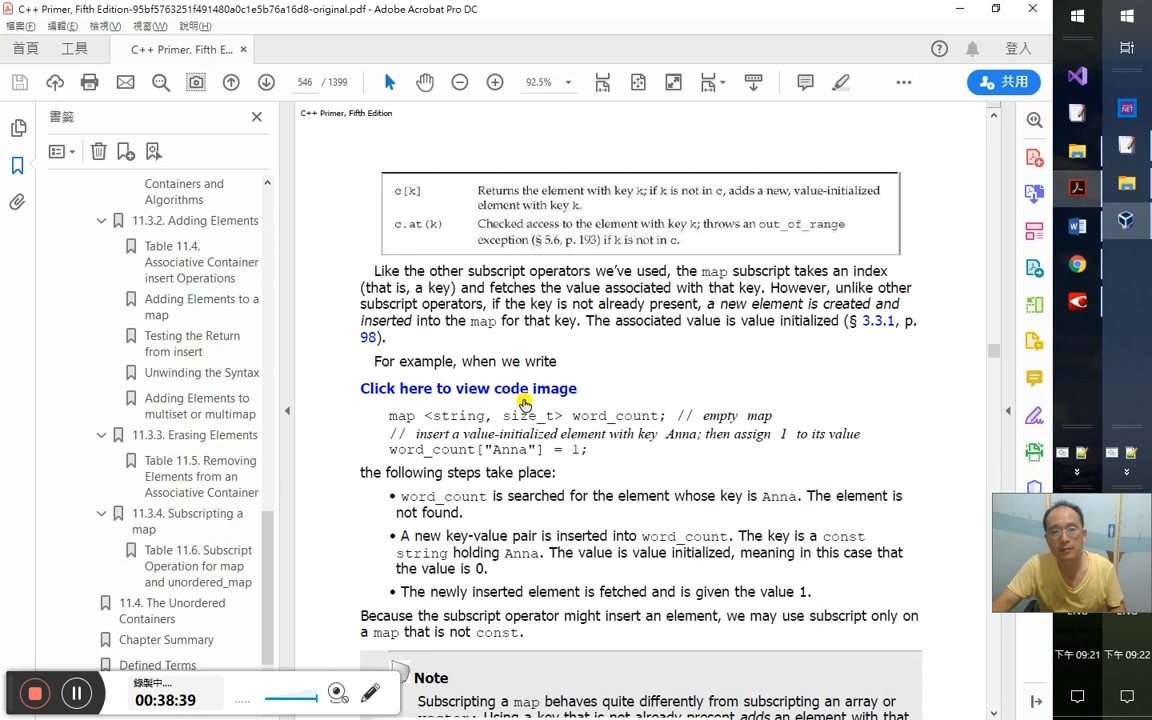 C++ Primer, Fifth Edition-95bf5763251f491480a0c1e5b76a16d8-original.pdf - Adobe Acrobat Pro DC
檔案(F) 編輯(E) 檢視(V) 視窗(W) 說明(H)
首頁 工具 C++ Primer, Fifth E... × 登入
546 / 1399 92.5% 共用
書籤
Containers and
Algorithms
11.3.2. Adding Elements
Table 11.4.
Associative Container
insert Operations
Adding Elements to a
map
Testing the Return
from insert
Unwinding the Syntax
Adding Elements to
multiset or multimap
11.3.3. Erasing Elements
Table 11.5. Removing
Elements from an
Associative Container
11.3.4. Subscripting a
map
Table 11.6. Subscript
Operation for map
and unordered_map
11.4. The Unordered
Containers
Chapter Summary
Defined Terms
C++ Primer, Fifth Edition
c[k] Returns the element with key k; if k is not in c, adds a new, value-initialized
element with key k.
c.at(k) Checked access to the element with key k; throws an out_of_range
exception (§ 5.6, p. 193) if k is not in c.
Like the other subscript operators we've used, the map subscript takes an index
(that is, a key) and fetches the value associated with that key. However, unlike other
subscript operators, if the key is not already present, a new element is created and
inserted into the map for that key. The associated value is value initialized (§ 3.3.1, p.
98).
For example, when we write
Click here to view code image
map <string, size_t> word_count; // empty map
// insert a value-initialized element with key Anna; then assign 1 to its value
word_count["Anna"] = 1;
the following steps take place:
• word_count is searched for the element whose key is Anna. The element is
not found.
• A new key-value pair is inserted into word_count. The key is a const
string holding Anna. The value is value initialized, meaning in this case that
the value is 0.
• The newly inserted element is fetched and is given the value 1.
Because the subscript operator might insert an element, we may use subscript only on
a map that is not const.
Note
Subscripting a map behaves quite differently from subscripting an array or
vector: Using a key that is not already present adds an element with that
錄製中....
00:38:39
.NET
下午 09:21 下午 09:22